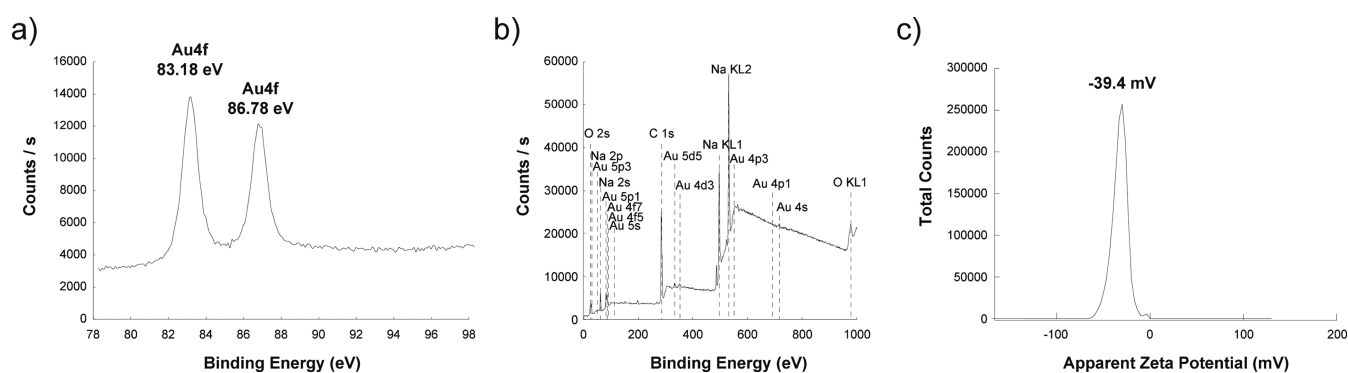 a)
Au4f
83.18 eV
Au4f
86.78 eV
16000
14000
12000
10000
8000
6000
4000
2000
0
Counts / s
78 82 84 86 88 90 92 94 96 98
Binding Energy (eV)
b)
Na KL2
O 2s
C 1s
Na KL1
Na 2p
Au 5d5
Au 4p3
Au 5p3
Na 2s
Au 4d3
Au 4p1
O KL1
Au 5p1
Au 4f7
Au 4s
Au 4f5
Au 5s
60000
50000
40000
30000
20000
10000
0
Counts / s
0 200 400 600 800 1000
Binding Energy (eV)
c)
-39.4 mV
300000
250000
200000
150000
100000
50000
0
Total Counts
-100 0 100 200
Apparent Zeta Potential (mV)